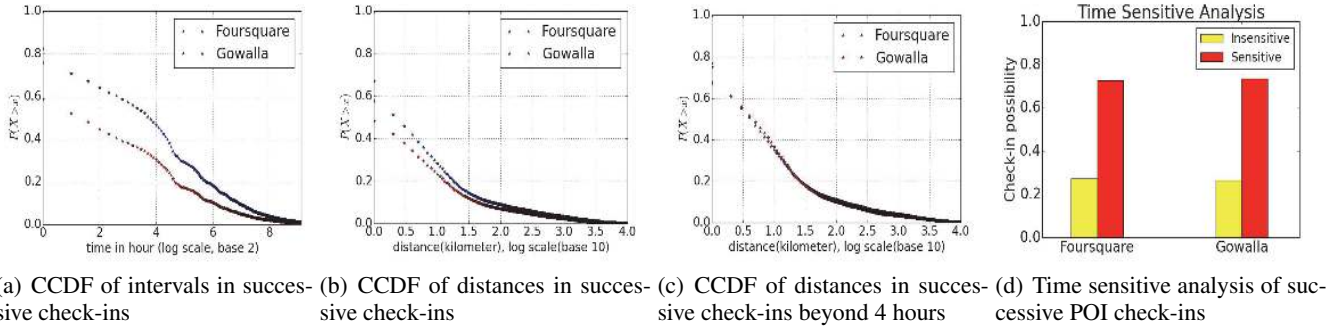 1.0
0.8
0.6
0.4
0.2
0.0
P(X > x)
Foursquare
Gowalla
0 2 4 6 8
time in hour (log scale, base 2)
1.0
0.8
0.6
0.4
0.2
0.0
P(X > x)
Foursquare
Gowalla
0.0 0.5 1.0 1.5 2.0 2.5 3.0 3.5 4.0
distance(kilometer), log scale(base 10)
1.0
0.8
0.6
0.4
0.2
0.0
P(X > x)
Foursquare
Gowalla
0.0 0.5 1.0 1.5 2.0 2.5 3.0 3.5 4.0
distance(kilometer), log scale(base 10)
Time Sensitive Analysis
1.0
0.8
0.6
0.4
0.2
0.0
Check-in possibility
Insensitive
Sensitive
Foursquare Gowalla
(a) CCDF of intervals in succes-
sive check-ins
(b) CCDF of distances in succes-
sive check-ins
(c) CCDF of distances in succes-
sive check-ins beyond 4 hours
(d) Time sensitive analysis of suc-
cessive POI check-ins